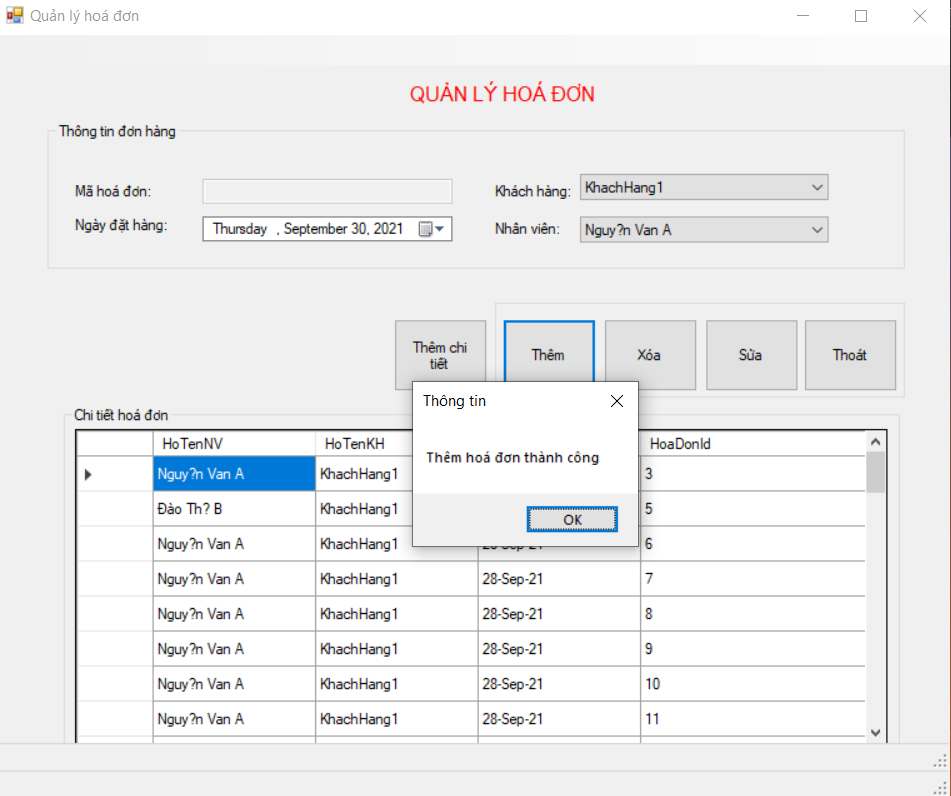 Quản lý hoá đơn
QUẢN LÝ HOÁ ĐƠN
Thông tin đơn hàng
Mã hoá đơn:
Khách hàng: KhachHang1
Ngày đặt hàng: Thursday , September 30, 2021
Nhân viên: Nguy?n Van A
Thêm chi
tiết
Thêm
Xóa
Sửa
Thoát
Thông tin
Thêm hoá đơn thành công
OK
Chi tiết hoá đơn
HoTenNV HoTenKH HoaDonId
Nguy?n Van A KhachHang1 3
Đào Th? B KhachHang1 5
Nguy?n Van A KhachHang1 28-Sep-21 6
Nguy?n Van A KhachHang1 28-Sep-21 7
Nguy?n Van A KhachHang1 28-Sep-21 8
Nguy?n Van A KhachHang1 28-Sep-21 9
Nguy?n Van A KhachHang1 28-Sep-21 10
Nguy?n Van A KhachHang1 28-Sep-21 11